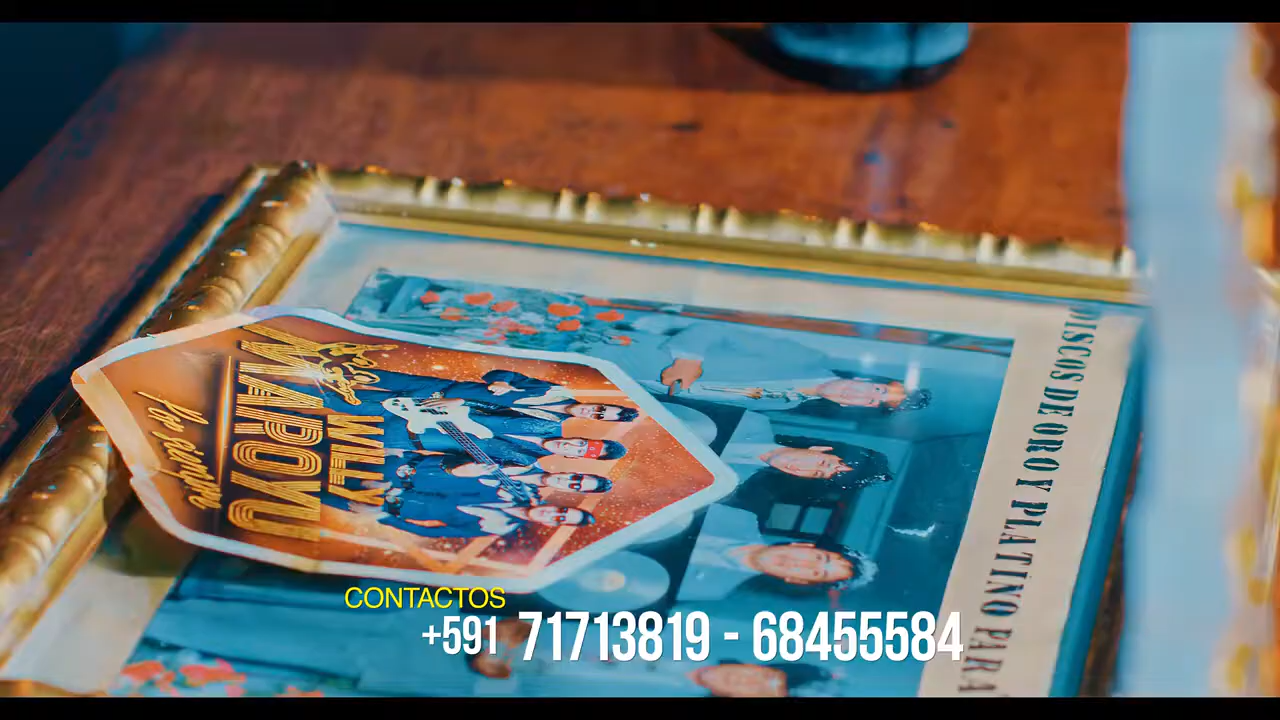 WILLY
MAROYU
Por Siempre
DISCOS DE ORO Y PLATINO PARA
CONTACTOS
+591 71713819 - 68455584